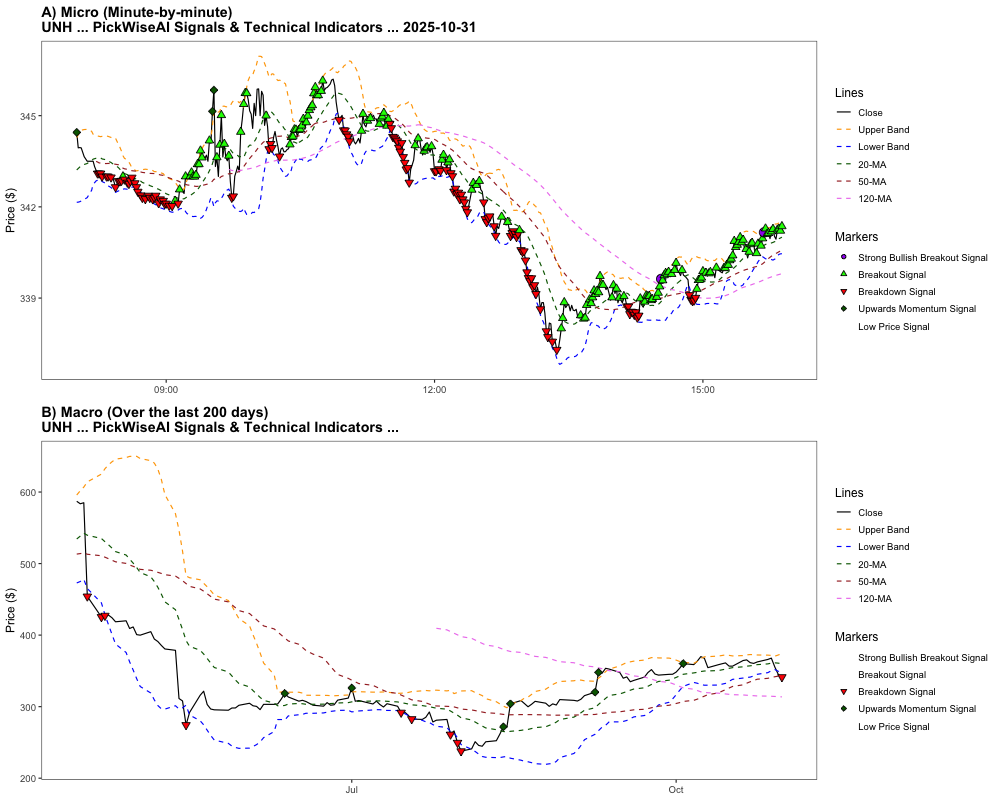 A) Micro (Minute-by-minute)
UNH ... PickWiseAI Signals & Technical Indicators ... 2025-10-31
Price ($)
345
342
339
09:00
12:00
15:00
Lines
Close
Upper Band
Lower Band
20-MA
50-MA
120-MA
Markers
Strong Bullish Breakout Signal
Breakout Signal
Breakdown Signal
Upwards Momentum Signal
Low Price Signal
B) Macro (Over the last 200 days)
UNH ... PickWiseAI Signals & Technical Indicators ...
Price ($)
600
500
400
300
200
Jul
Oct
Lines
Close
Upper Band
Lower Band
20-MA
50-MA
120-MA
Markers
Strong Bullish Breakout Signal
Breakout Signal
Breakdown Signal
Upwards Momentum Signal
Low Price Signal